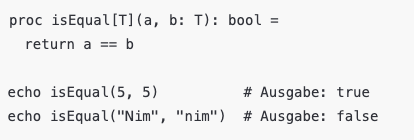 proc isEqual[T](a, b: T): bool =
  return a == b

echo isEqual(5, 5)          # Ausgabe: true
echo isEqual("Nim", "nim")  # Ausgabe: false